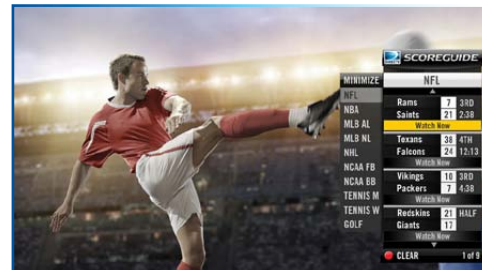 SCOREGUIDE
MINIMIZE
NFL
NBA
MLB AL
MLB NL
NHL
NCAA FB
NCAA BB
TENNIS M
TENNIS W
GOLF
NFL
Rams 7 3RD
Saints 21 2:38
Watch Now
Texans 38 4TH
Falcons 24 12:13
Watch Now
Vikings 10 3RD
Packers 7 4:38
Watch Now
Redskins 21 HALF
Giants 17
Watch Now
CLEAR 1 of 9